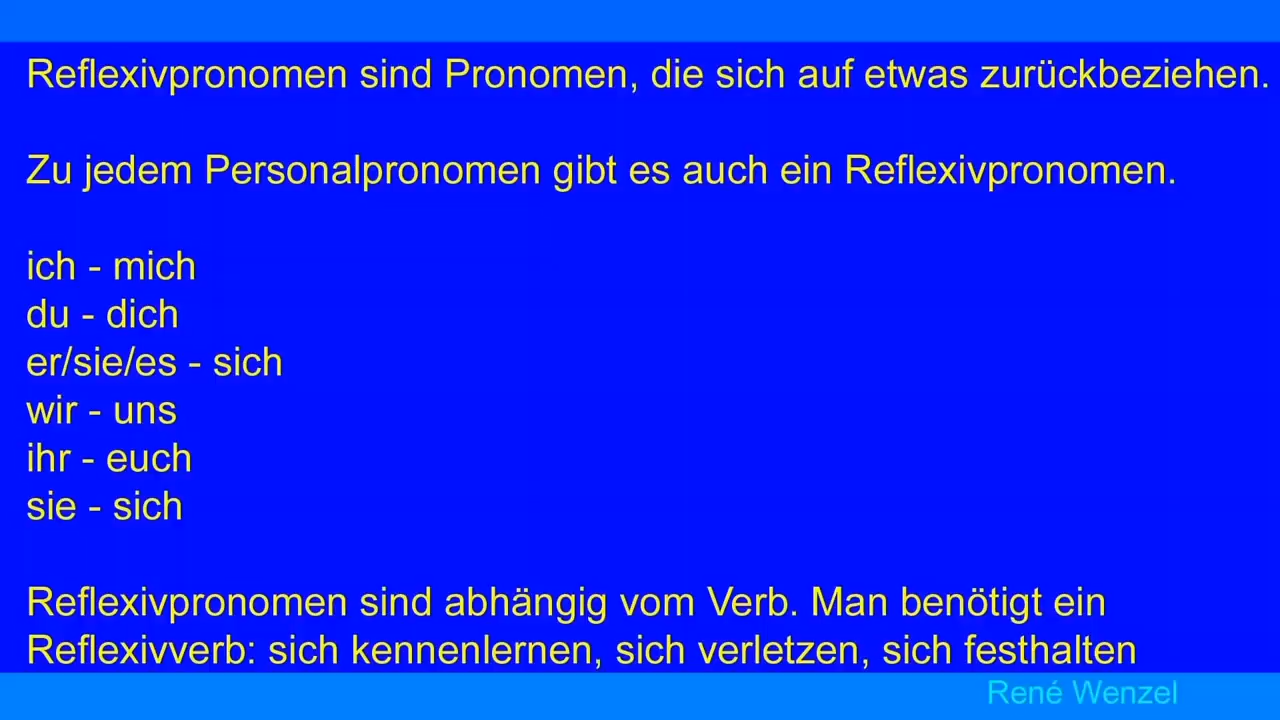 Reflexivpronomen sind Pronomen, die sich auf etwas zurückbeziehen.
Zu jedem Personalpronomen gibt es auch ein Reflexivpronomen.
ich - mich
du - dich
er/sie/es - sich
wir - uns
ihr - euch
sie - sich
Reflexivpronomen sind abhängig vom Verb. Man benötigt ein
Reflexivverb: sich kennenlernen, sich verletzen, sich festhalten
René Wenzel